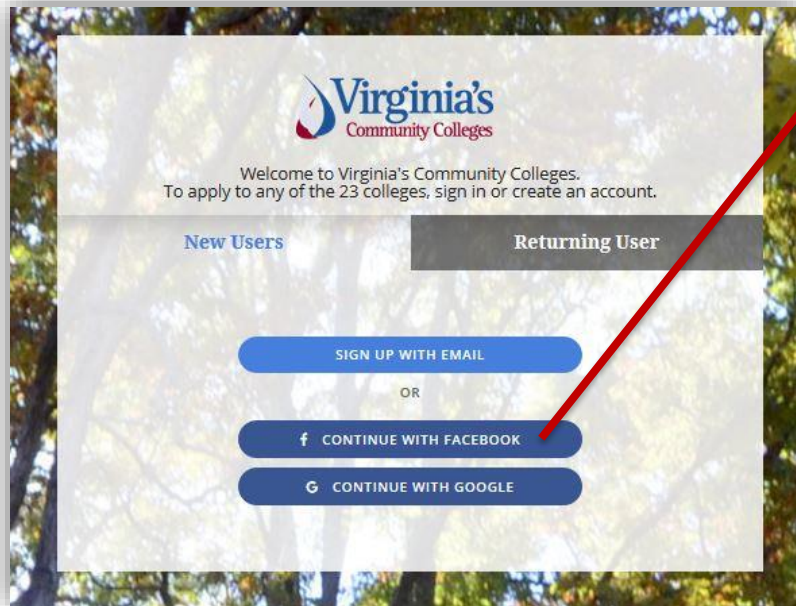 Virginia's
Community Colleges
Welcome to Virginia's Community Colleges.
To apply to any of the 23 colleges, sign in or create an account.
New Users
Returning User
SIGN UP WITH EMAIL
OR
f CONTINUE WITH FACEBOOK
G CONTINUE WITH GOOGLE